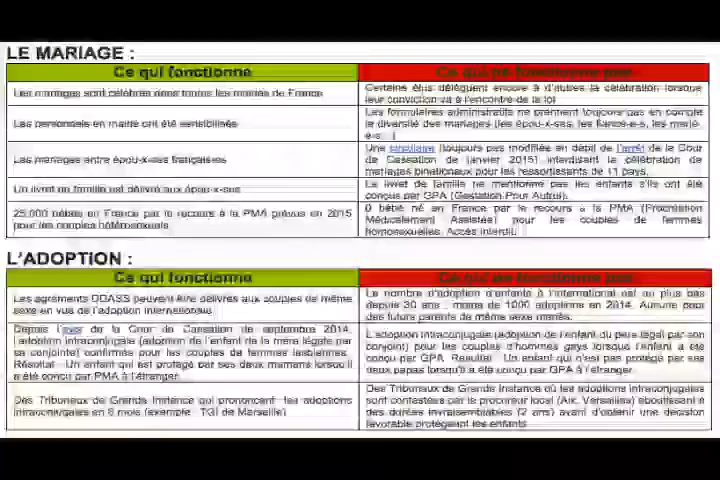 LE MARIAGE :
Ce qui fonctionne
Ce qui ne fonctionne pas
Les mariages sont célébrés dans toutes les mairies de France
Certains élus délèguent encore à d'autres la célébration lorsque
leur conviction va à l'encontre de la loi
Les personnels en mairie ont été sensibilisés
Les formulaires administratifs ne prennent toujours pas en compte
la diversité des mariages (les époux-x-ses, les fiancé-e-s, les marié-
e-s...)
Les mariages entre époux-x-ses français-es
Une circulaire (toujours pas modifiée en dépit de l'arrêt de la Cour
de Cassation de janvier 2015) interdisant la célébration de
mariages binationaux pour les ressortissants de 11 pays.
Un livret de famille est délivré aux époux-x-ses
Le livret de famille ne mentionne pas les enfants s'ils ont été
conçus par GPA (Gestation Pour Autrui).
25.000 bébés en France par le recours à la PMA prévus en 2015
pour les couples hétérosexuels
0 bébé né en France par le recours à la PMA (Procréation
Médicalement Assistée) pour les couples de femmes
homosexuelles. Accès interdit.
L'ADOPTION :
Ce qui fonctionne
Ce qui ne fonctionne pas
Les agréments DDASS peuvent être délivrés aux couples de même
sexe en vue de l'adoption internationale
Le nombre d'adoption d'enfants à l'international est au plus bas
depuis 30 ans : moins de 1000 adoptions en 2014. Aucune pour
des futurs parents de même sexe mariés.
Depuis l'avis de la Cour de Cassation de septembre 2014,
l'adoption intraconjugale (adoption de l'enfant de la mère légale par
sa conjointe) confirmée pour les couples de femmes lesbiennes.
Résultat : Un enfant qui est protégé par ses deux mamans lorsqu'il
a été conçu par PMA à l'étranger.
L'adoption intraconjugale (adoption de l'enfant du père légal par son
conjoint) pour les couples d'hommes gays lorsque l'enfant a été
conçu par GPA. Résultat : Un enfant qui n'est pas protégé par ses
deux papas lorsqu'il a été conçu par GPA à l'étranger.
Des Tribunaux de Grande Instance qui prononcent les adoptions
intraconjugales en 6 mois (exemple : TGI de Marseille)
Des Tribunaux de Grande Instance où les adoptions intraconjugales
sont contestées par le procureur local (Aix, Versailles) aboutissant à
des durées invraisemblables (2 ans) avant d'obtenir une décision
favorable protégeant les enfants.